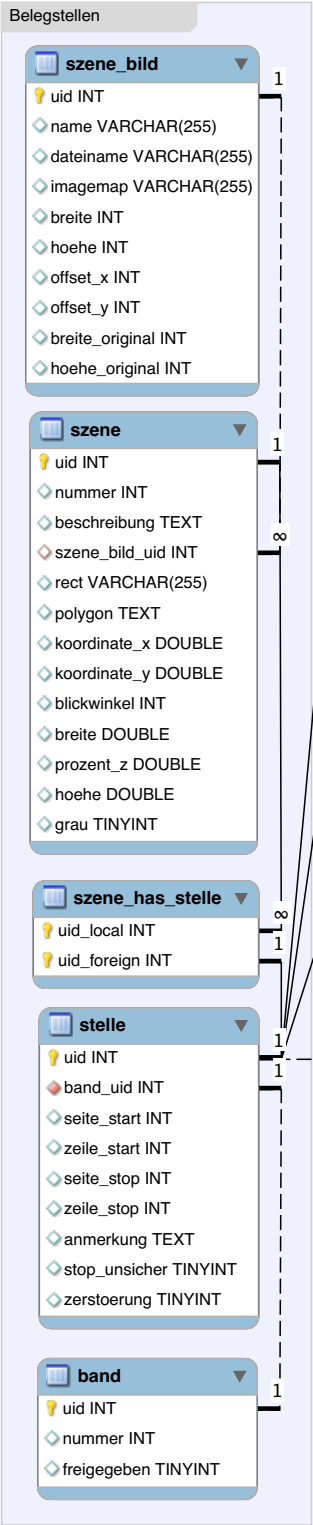 Belegstellen
szene_bild
1
uid INT
name VARCHAR(255)
dateiname VARCHAR(255)
imagemap VARCHAR(255)
breite INT
hoehe INT
offset_x INT
offset_y INT
breite_original INT
hoehe_original INT
szene
1
uid INT
nummer INT
beschreibung TEXT
∞
szene_bild_uid INT
rect VARCHAR(255)
polygon TEXT
koordinate_x DOUBLE
koordinate_y DOUBLE
blickwinkel INT
breite DOUBLE
prozent_z DOUBLE
hoehe DOUBLE
grau TINYINT
szene_has_stelle
∞
uid_local INT
1
uid_foreign INT
stelle
1
uid INT
1
band_uid INT
seite_start INT
zeile_start INT
seite_stop INT
zeile_stop INT
anmerkung TEXT
stop_unsicher TINYINT
zerstoerung TINYINT
band
1
uid INT
nummer INT
freigegeben TINYINT